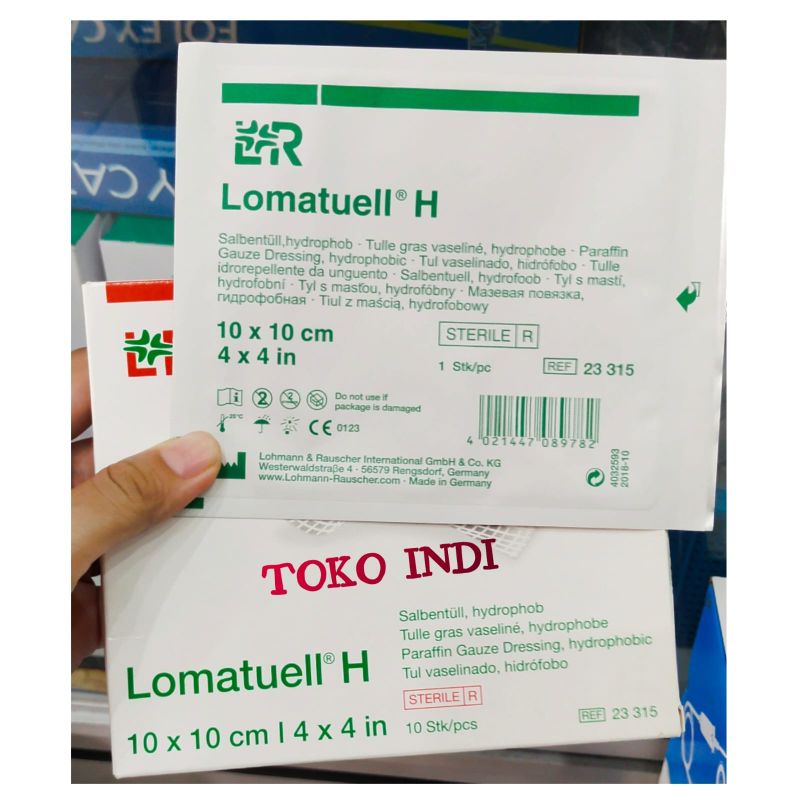 FOLEY CA
L&R
Lomatuell® H
Salbentüll,hydrophob · Tulle gras vaseliné, hydrophobe · Paraffin
Gauze Dressing, hydrophobic · Tul vaselinado, hidrófobo · Tulle
idrorepellente da unguento · Salbentuell, hydrofoob · Tyl s mastí,
hydrofobní · Tyl s masťou, hydrofóbny · Мазевая повязка,
гидрофобная · Tiul z maścią, hydrofobowy
10 x 10 cm
4 x 4 in
STERILE R
1 Stk/pc
REF 23 315
Do not use if
package is damaged
25°C
CE 0123
4 021447 089782
Lohmann & Rauscher International GmbH & Co. KG
Westerwaldstraße 4 · 56579 Rengsdorf, Germany
www.Lohmann-Rauscher.com · Made in Germany
4032593
2018-10
TOKO INDI
Lomatuell® H
10 x 10 cm | 4 x 4 in
Salbentüll, hydrophob
Tulle gras vaseliné, hydrophobe
Paraffin Gauze Dressing, hydrophobic
Tul vaselinado, hidrófobo
STERILE R
10 Stk/pcs
REF 23 315